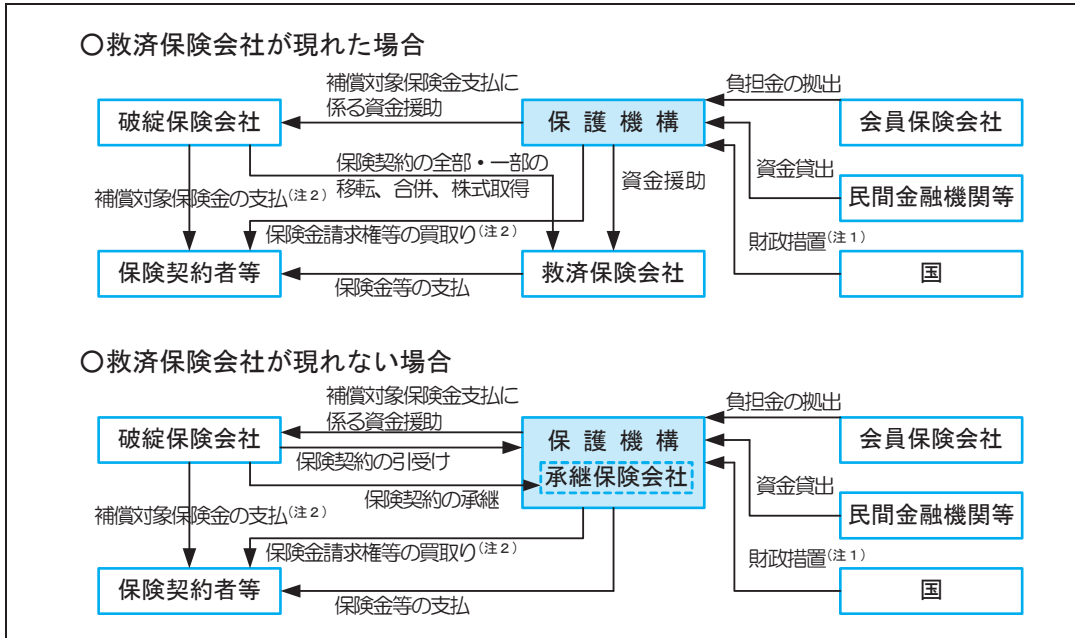 〇救済保険会社が現れた場合
補償対象保険金支払に
係る資金援助
負担金の拠出
破綻保険会社
保護機構
会員保険会社
保険契約の全部・一部の
移転、合併、株式取得
資金援助
資金貸出
補償対象保険金の支払(注2)
民間金融機関等
保険金請求権等の買取り(注2)
財政措置(注1)
保険契約者等
保険金等の支払
救済保険会社
国
〇救済保険会社が現れない場合
補償対象保険金支払に
係る資金援助
負担金の拠出
破綻保険会社
保護機構
会員保険会社
保険契約の引受け
承継保険会社
保険契約の承継
資金貸出
補償対象保険金の支払(注2)
民間金融機関等
保険金請求権等の買取り(注2)
財政措置(注1)
保険契約者等
保険金等の支払
国